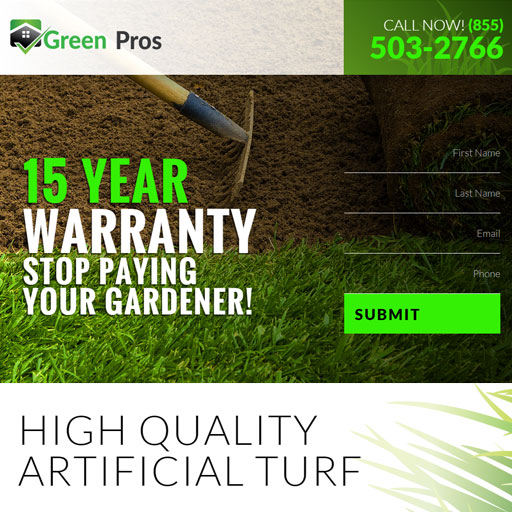 Green Pros
CALL NOW! (855)
503-2766
15 YEAR
WARRANTY
STOP PAYING
YOUR GARDENER!
First Name
Last Name
Email
Phone
SUBMIT
HIGH QUALITY
ARTIFICIAL TURF